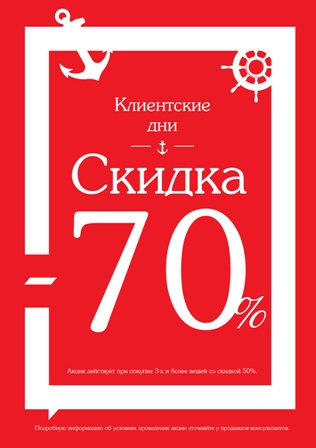 Клиентские
дни
Скидка
70%
Акция действует при покупке 3-х и более вещей со скидкой 50%.
Подробную информацию об условиях проведения акции уточняйте у продавцов-консультантов.